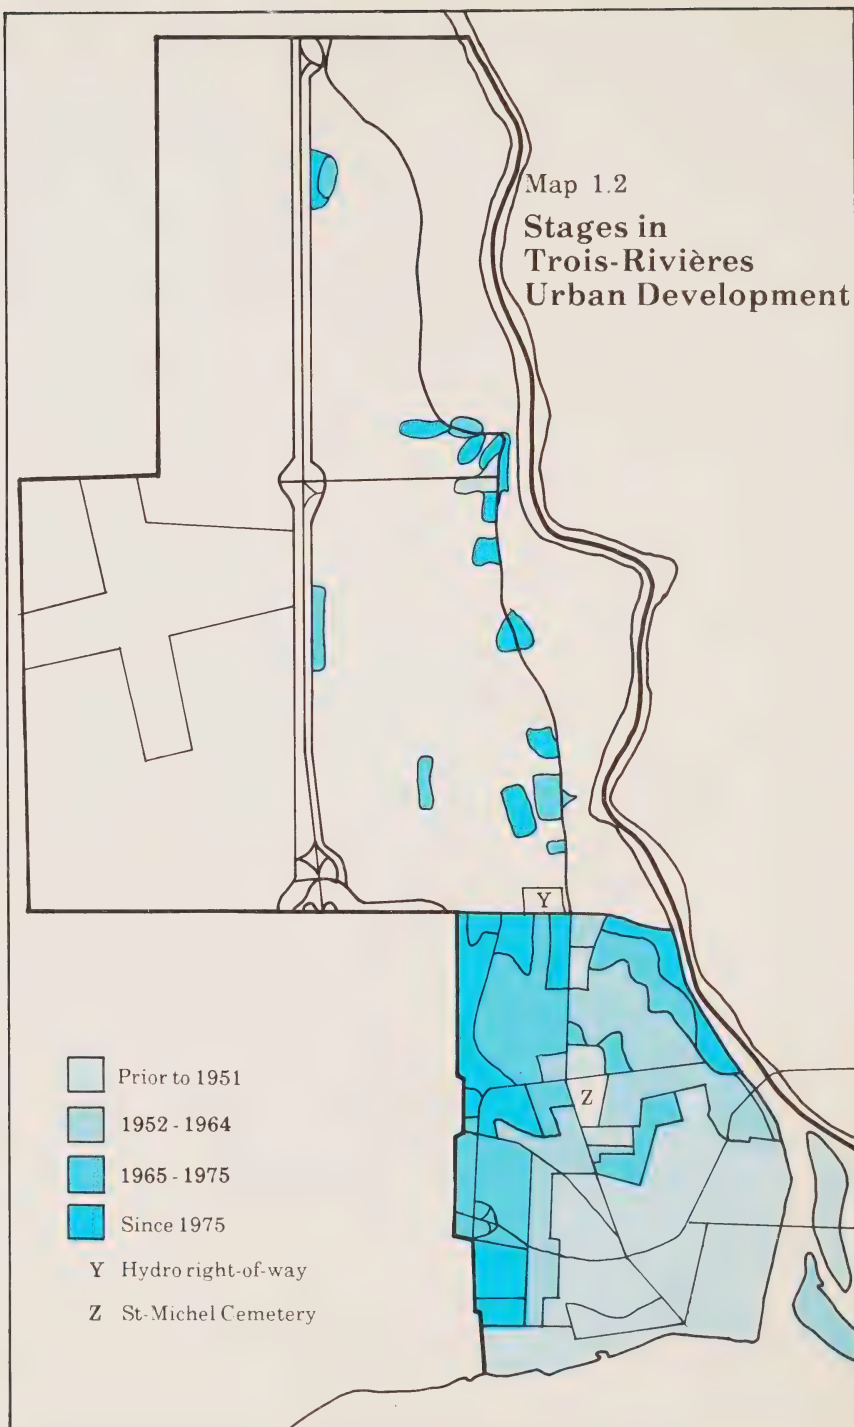 Map 1.2
Stages in
Trois-Rivières
Urban Development
Y
Z
Prior to 1951
1952 - 1964
1965 - 1975
Since 1975
Y Hydro right-of-way
Z St-Michel Cemetery